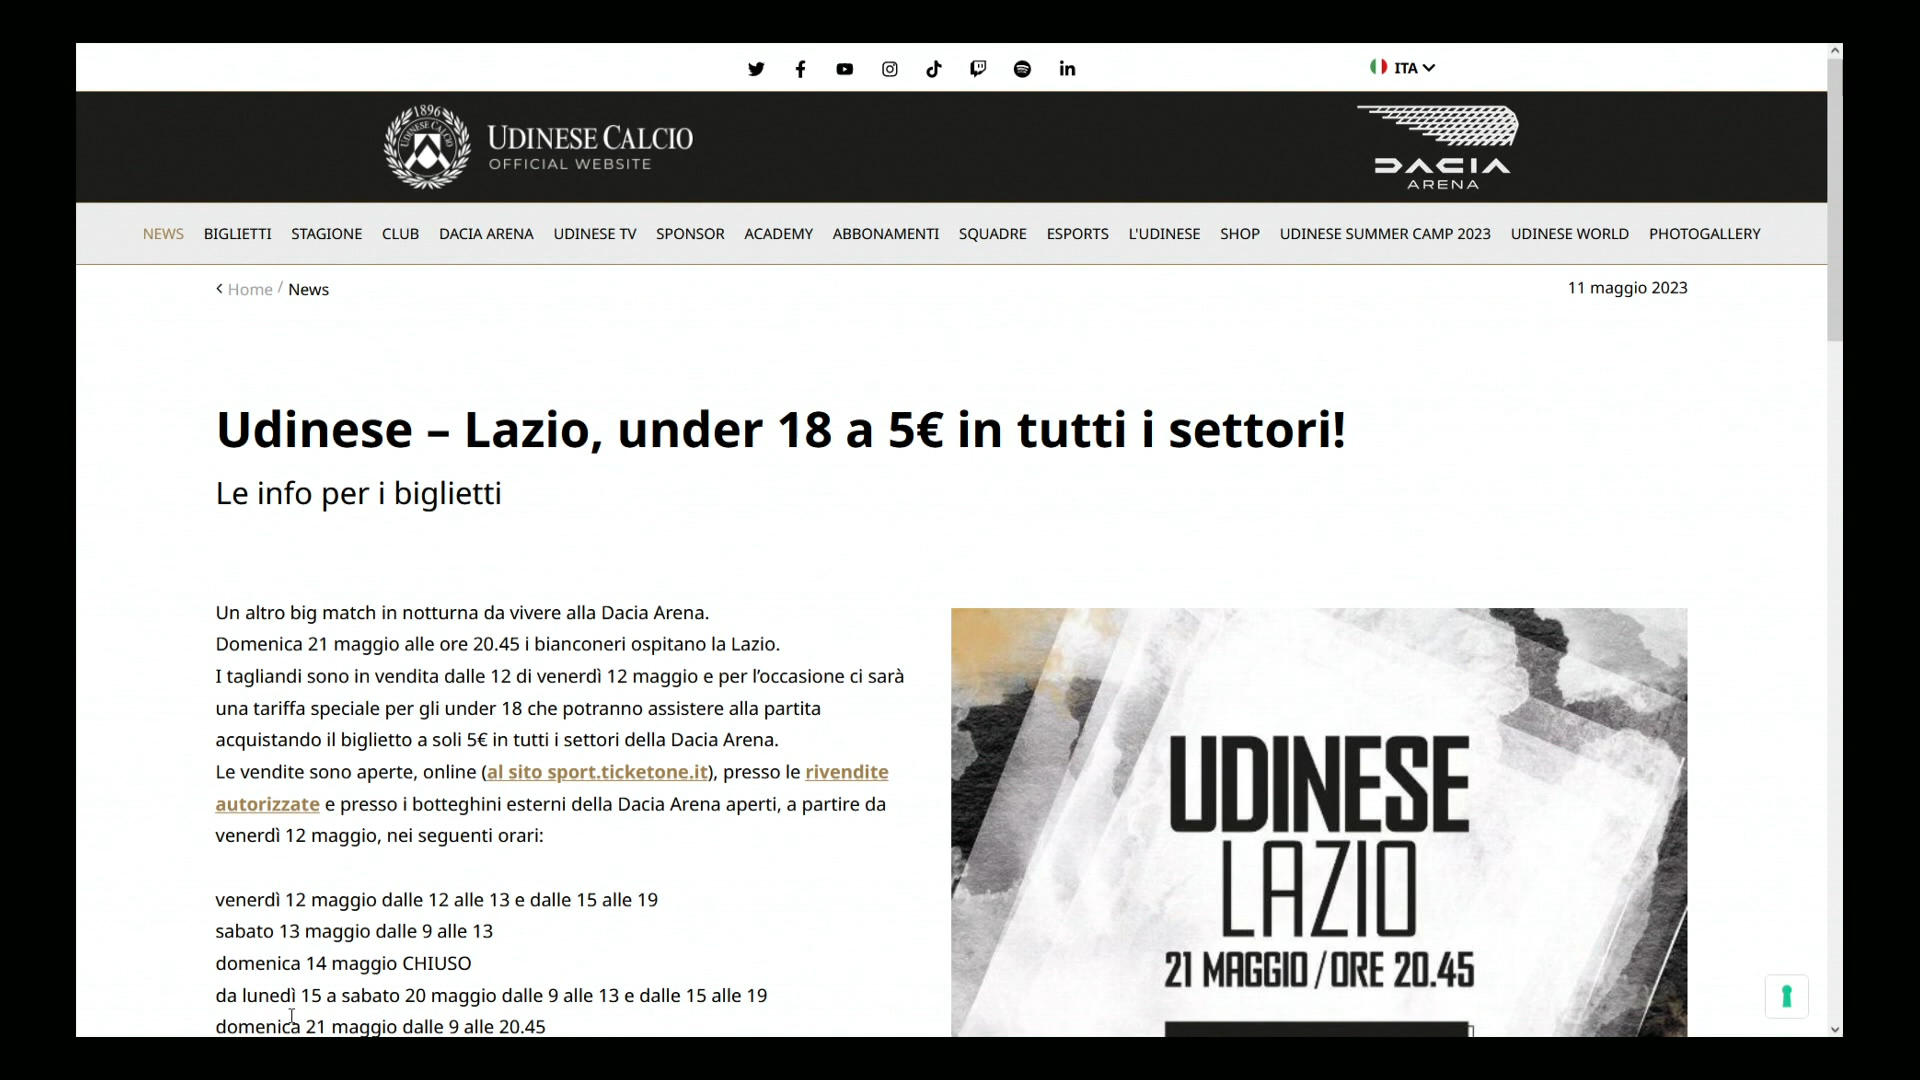 ITA
1896
UDINESE CALCIO
UDINESE CALCIO
OFFICIAL WEBSITE
DACIA
ARENA
NEWS BIGLIETTI STAGIONE CLUB DACIA ARENA UDINESE TV SPONSOR ACADEMY ABBONAMENTI SQUADRE ESPORTS L'UDINESE SHOP UDINESE SUMMER CAMP 2023 UDINESE WORLD PHOTOGALLERY
Home / News
11 maggio 2023
Udinese – Lazio, under 18 a 5€ in tutti i settori!
Le info per i biglietti
Un altro big match in notturna da vivere alla Dacia Arena.
Domenica 21 maggio alle ore 20.45 i bianconeri ospitano la Lazio.
I tagliandi sono in vendita dalle 12 di venerdì 12 maggio e per l’occasione ci sarà
una tariffa speciale per gli under 18 che potranno assistere alla partita
acquistando il biglietto a soli 5€ in tutti i settori della Dacia Arena.
Le vendite sono aperte, online (al sito sport.ticketone.it), presso le rivendite
autorizzate e presso i botteghini esterni della Dacia Arena aperti, a partire da
venerdì 12 maggio, nei seguenti orari:
venerdì 12 maggio dalle 12 alle 13 e dalle 15 alle 19
sabato 13 maggio dalle 9 alle 13
domenica 14 maggio CHIUSO
da lunedì 15 a sabato 20 maggio dalle 9 alle 13 e dalle 15 alle 19
domenica 21 maggio dalle 9 alle 20.45
UDINESE
LAZIO
21 MAGGIO / ORE 20.45